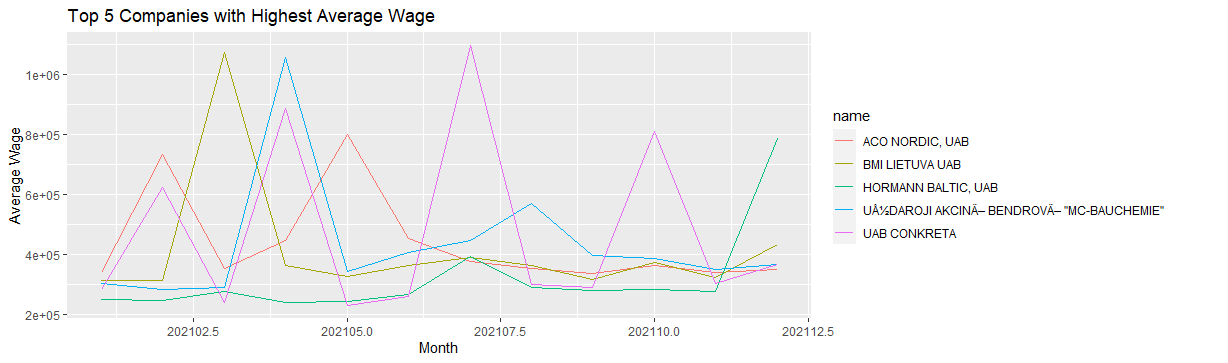 Top 5 Companies with Highest Average Wage
Average Wage
1e+06
8e+05
6e+05
4e+05
2e+05
202102.5
202105.0
202107.5
202110.0
202112.5
Month
name
ACO NORDIC, UAB
BMI LIETUVA UAB
HORMANN BALTIC, UAB
UÅ½DAROJI AKCINÄ– BENDROVÄ– "MC-BAUCHEMIE"
UAB CONKRETA